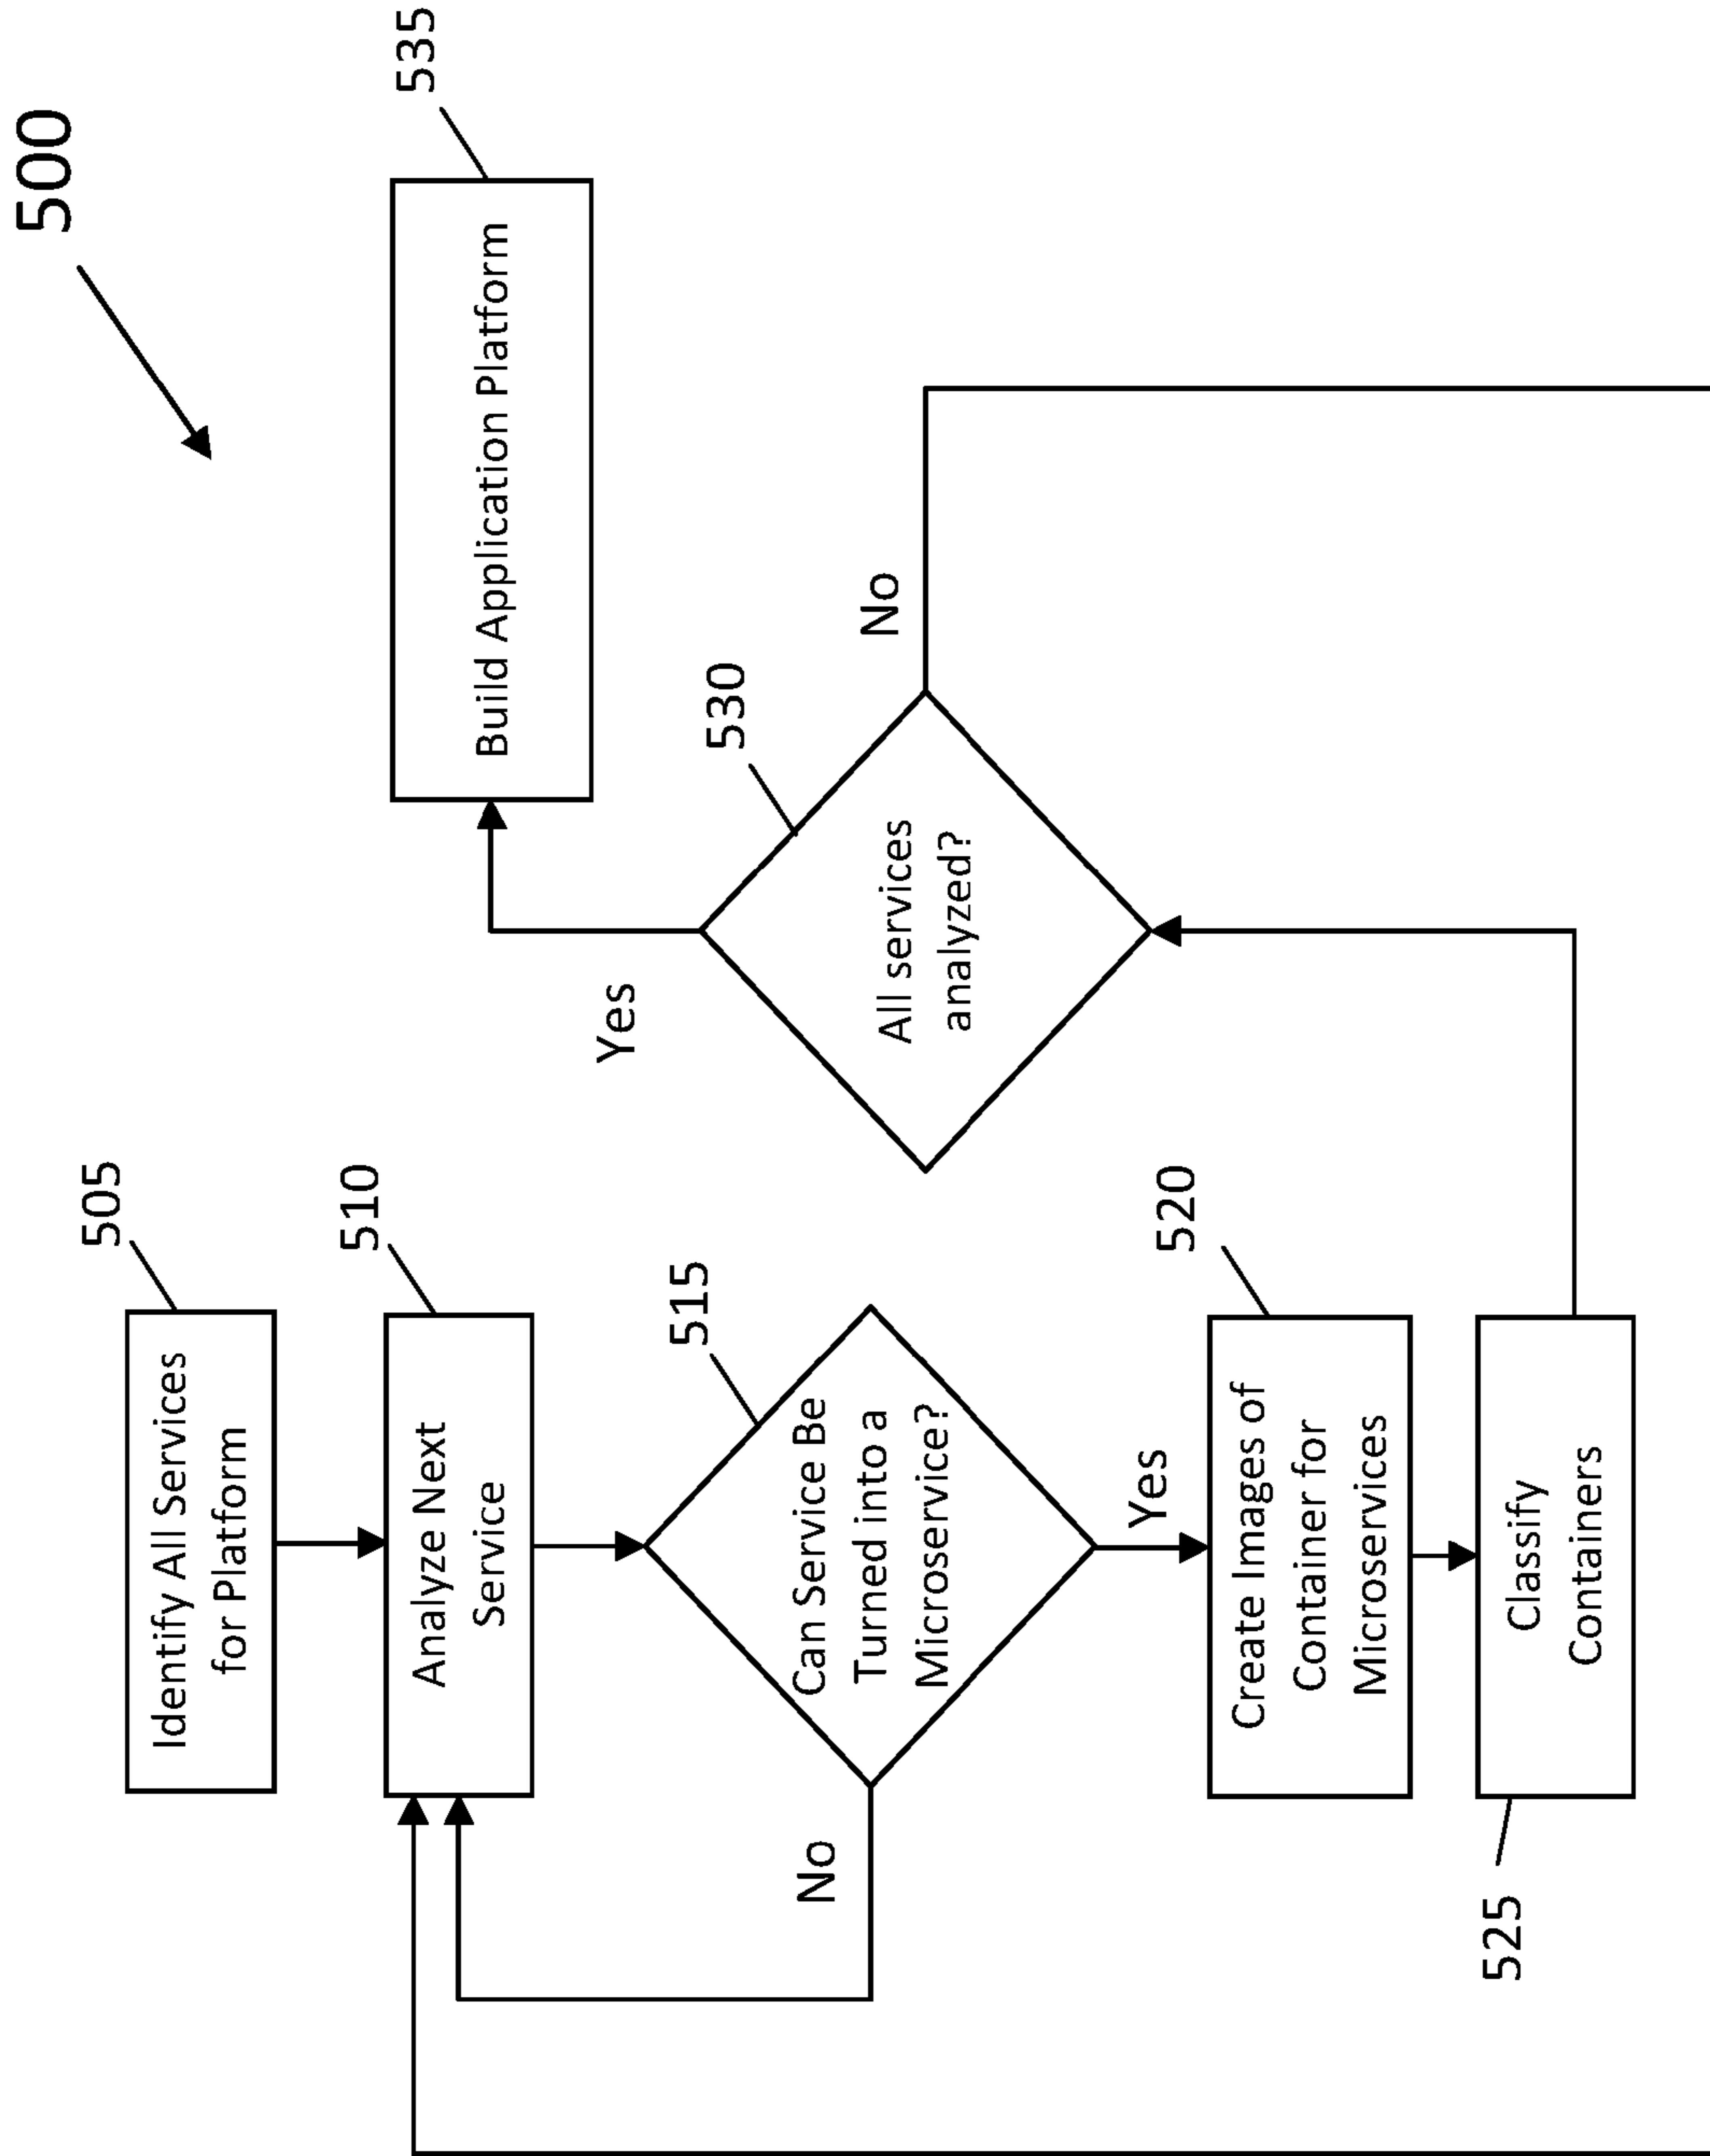 500
505
Identify All Services
for Platform
510
Analyze Next
Service
515
Can Service Be
Turned into a
Microservice?
No
Yes
520
Create Images of
Container for
Microservices
525
Classify
Containers
530
All services
analyzed?
Yes
No
535
Build Application Platform